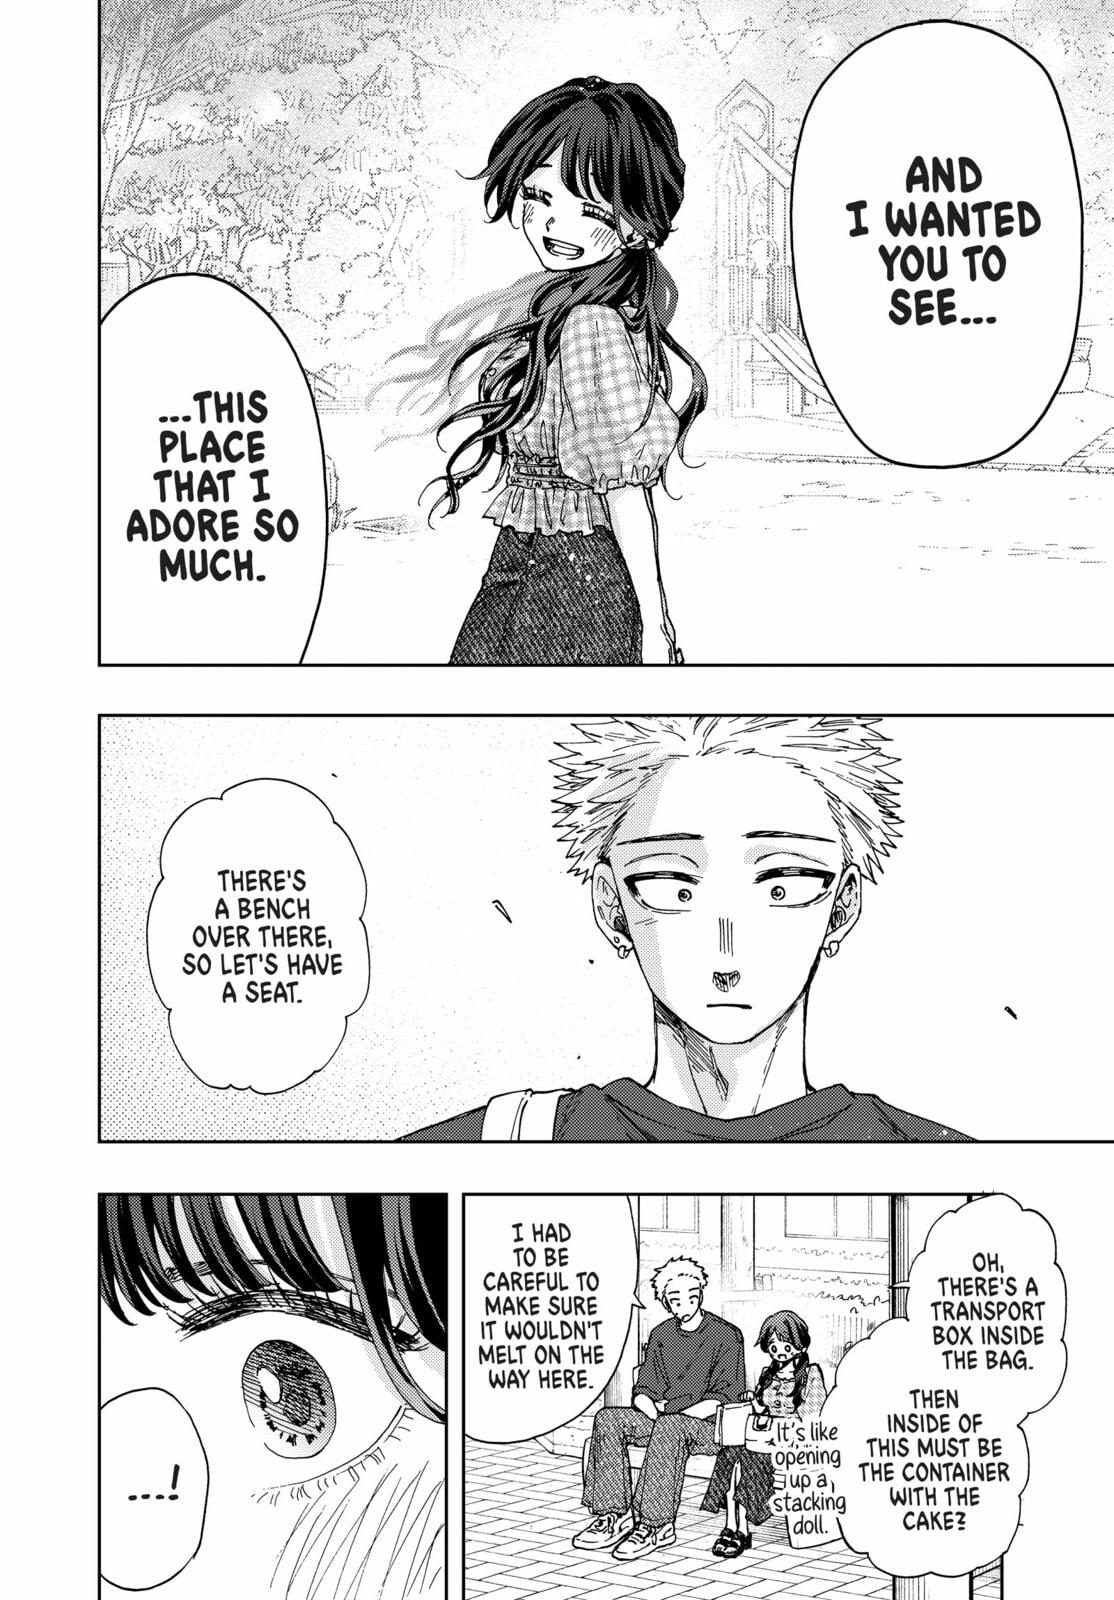 AND
I WANTED
YOU TO
SEE...
...THIS
PLACE
THAT I
ADORE SO
MUCH.
THERE'S
A BENCH
OVER THERE,
SO LET'S HAVE
A SEAT.
OH,
THERE'S A
TRANSPORT
BOX INSIDE
THE BAG.
THEN
INSIDE OF
THIS MUST BE
THE CONTAINER
WITH THE
CAKE?
It's like
opening
up a
stacking
doll.
I HAD
TO BE
CAREFUL TO
MAKE SURE
IT WOULDN'T
MELT ON THE
WAY HERE.
...!